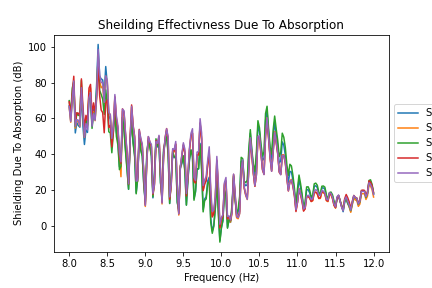 Sheilding Effectivness Due To Absorption
Shielding Due To Absorption (dB)
100
80
60
40
20
0
8.0 8.5 9.0 9.5 10.0 10.5 11.0 11.5 12.0
Frequency (Hz)
S
S
S
S
S